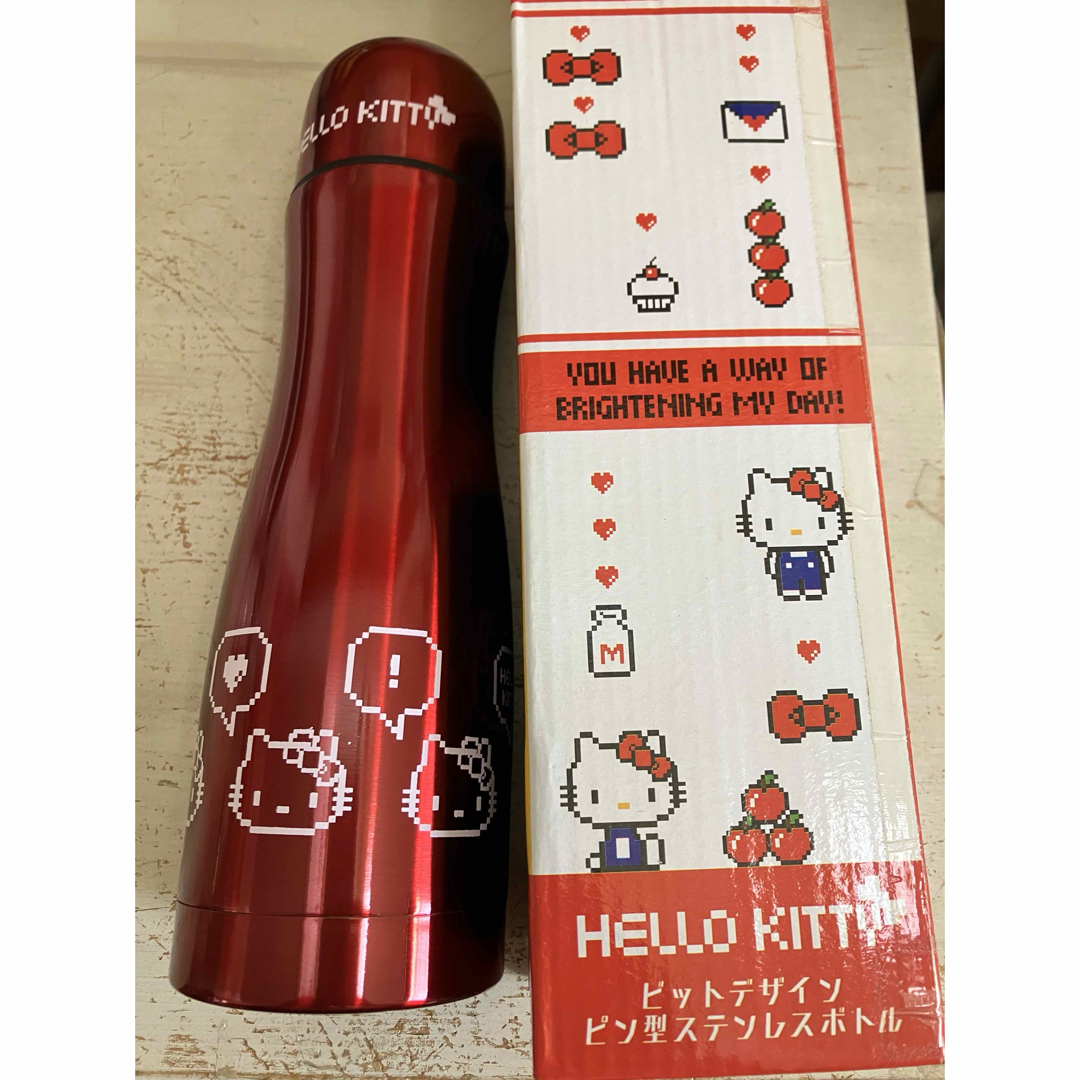 HELLO KITTY
YOU HAVE A WAY OF
BRIGHTENING MY DAY!
!
M
HELLO KITTY
ビットデザイン
ピン型ステンレスボトル